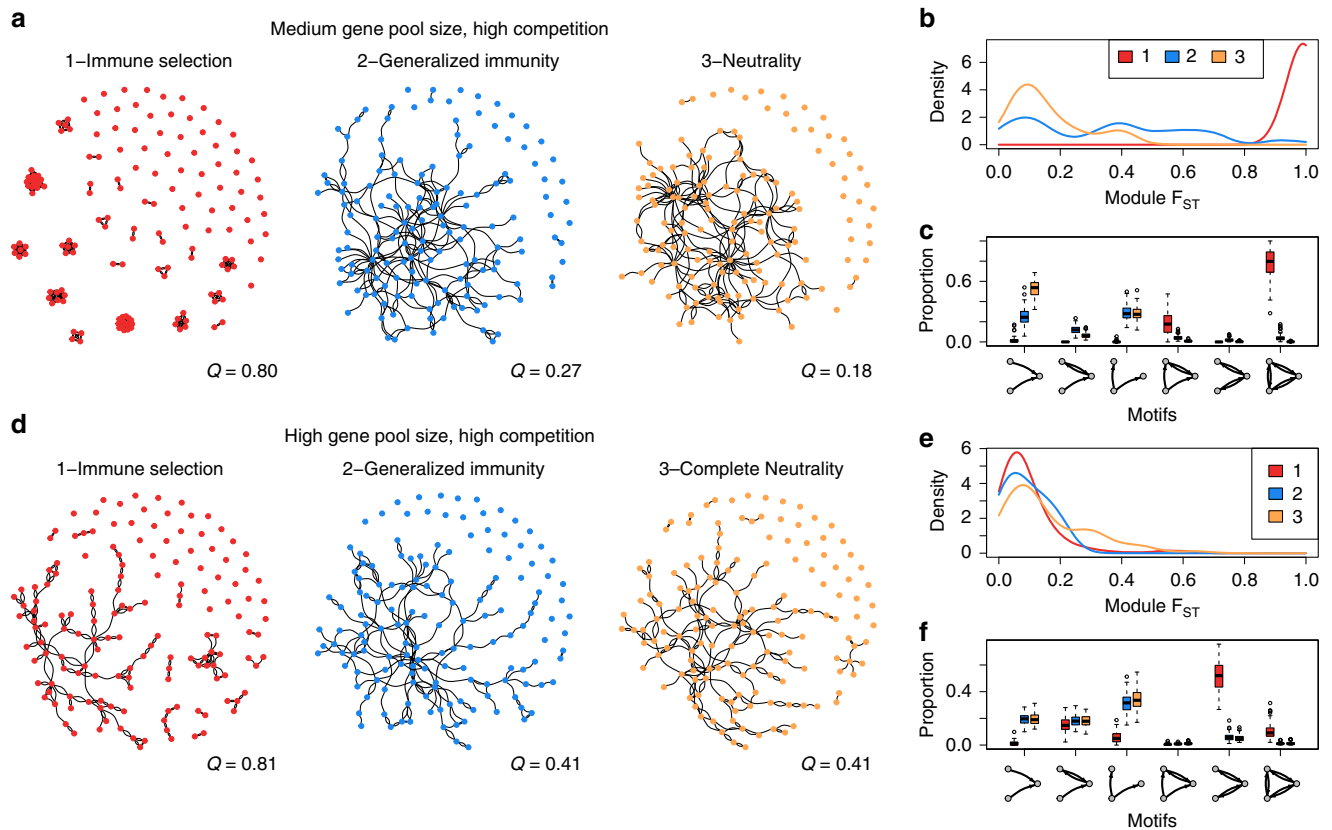 a
Medium gene pool size, high competition
1–Immune selection
2–Generalized immunity
3–Neutrality
Q = 0.80
Q = 0.27
Q = 0.18
b
1
2
3
Density
6
4
2
0
0.0
0.2
0.4
0.6
0.8
1.0
Module FST
c
Proportion
0.6
0.0
Motifs
d
High gene pool size, high competition
1–Immune selection
2–Generalized immunity
3–Complete Neutrality
Q = 0.81
Q = 0.41
Q = 0.41
e
1
2
3
Density
6
4
2
0
0.0
0.2
0.4
0.6
0.8
1.0
Module FST
f
Proportion
0.4
0.0
Motifs